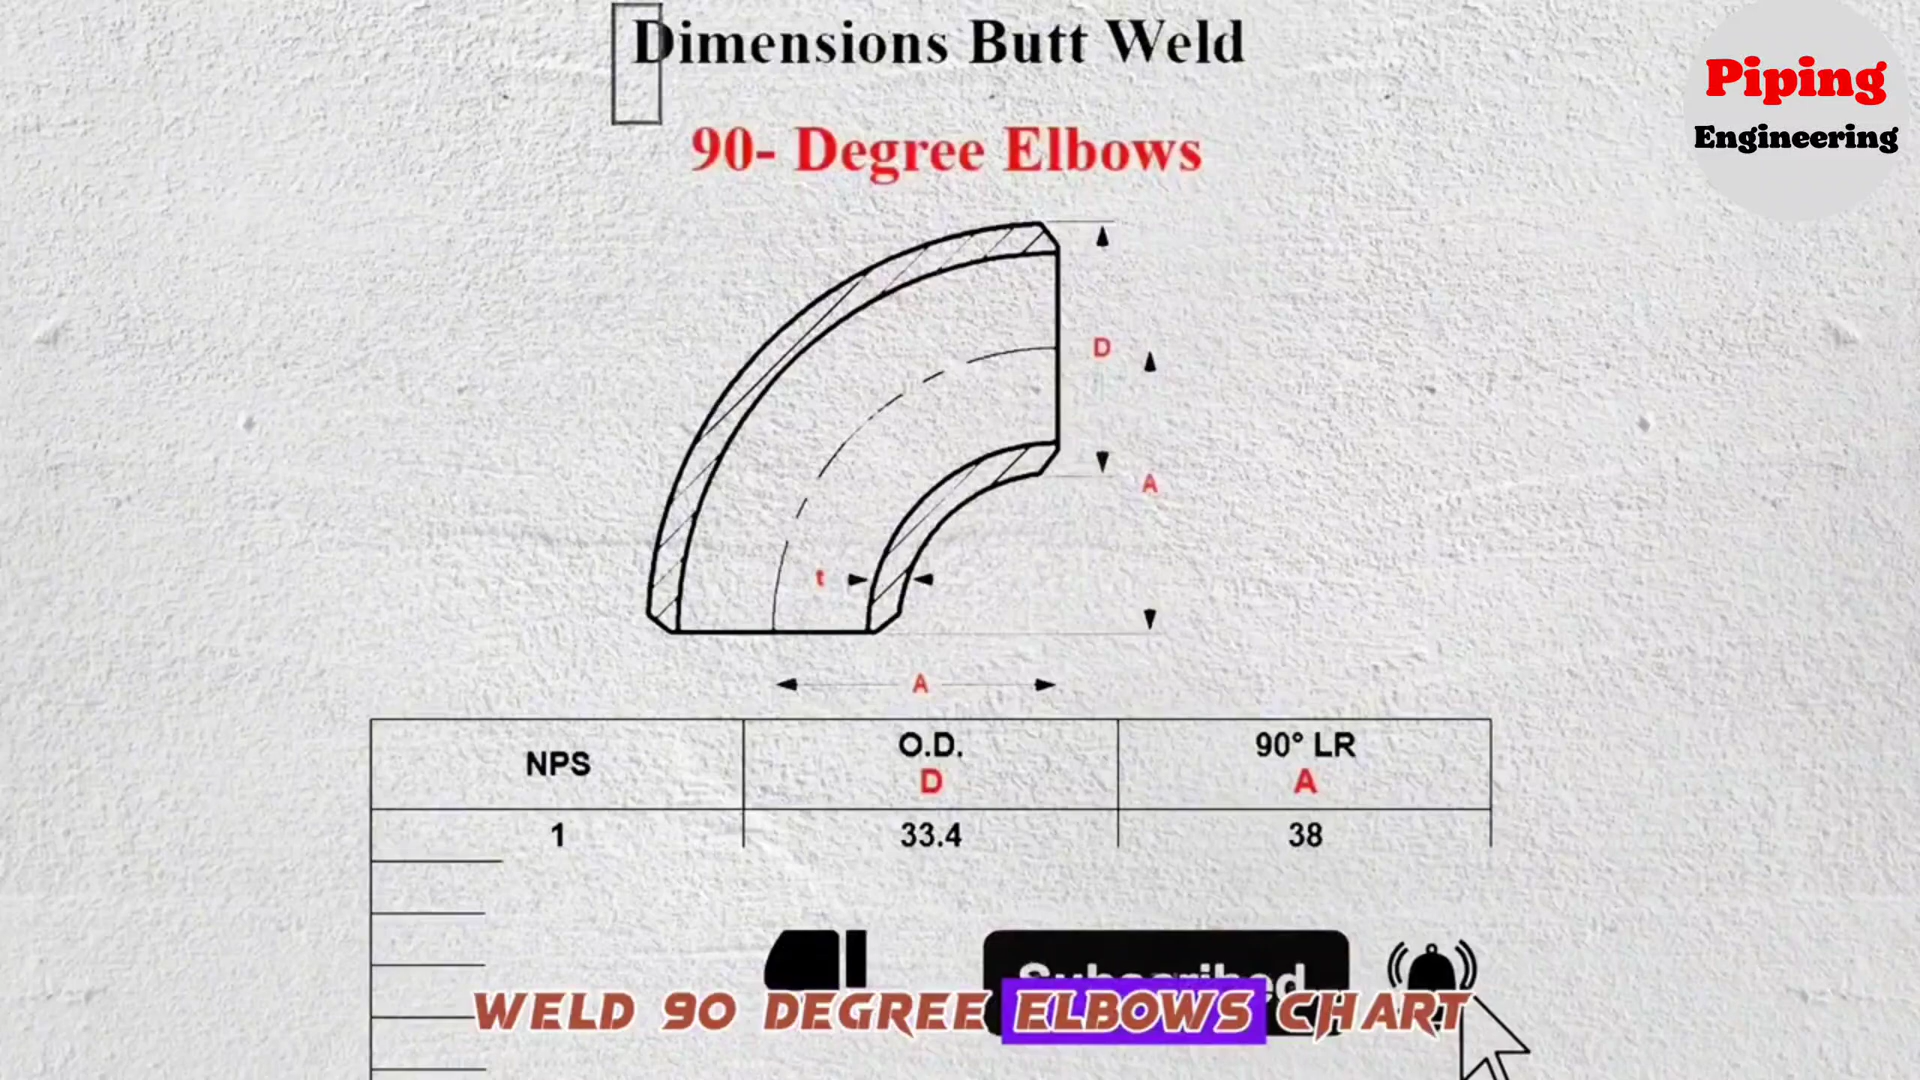 Dimensions Butt Weld
Piping
Engineering
90- Degree Elbows
D
A
t
A
NPS
O.D.
D
90° LR
A
1
33.4
38
Subscribed
WELD 90 DEGREE ELBOWS CHART